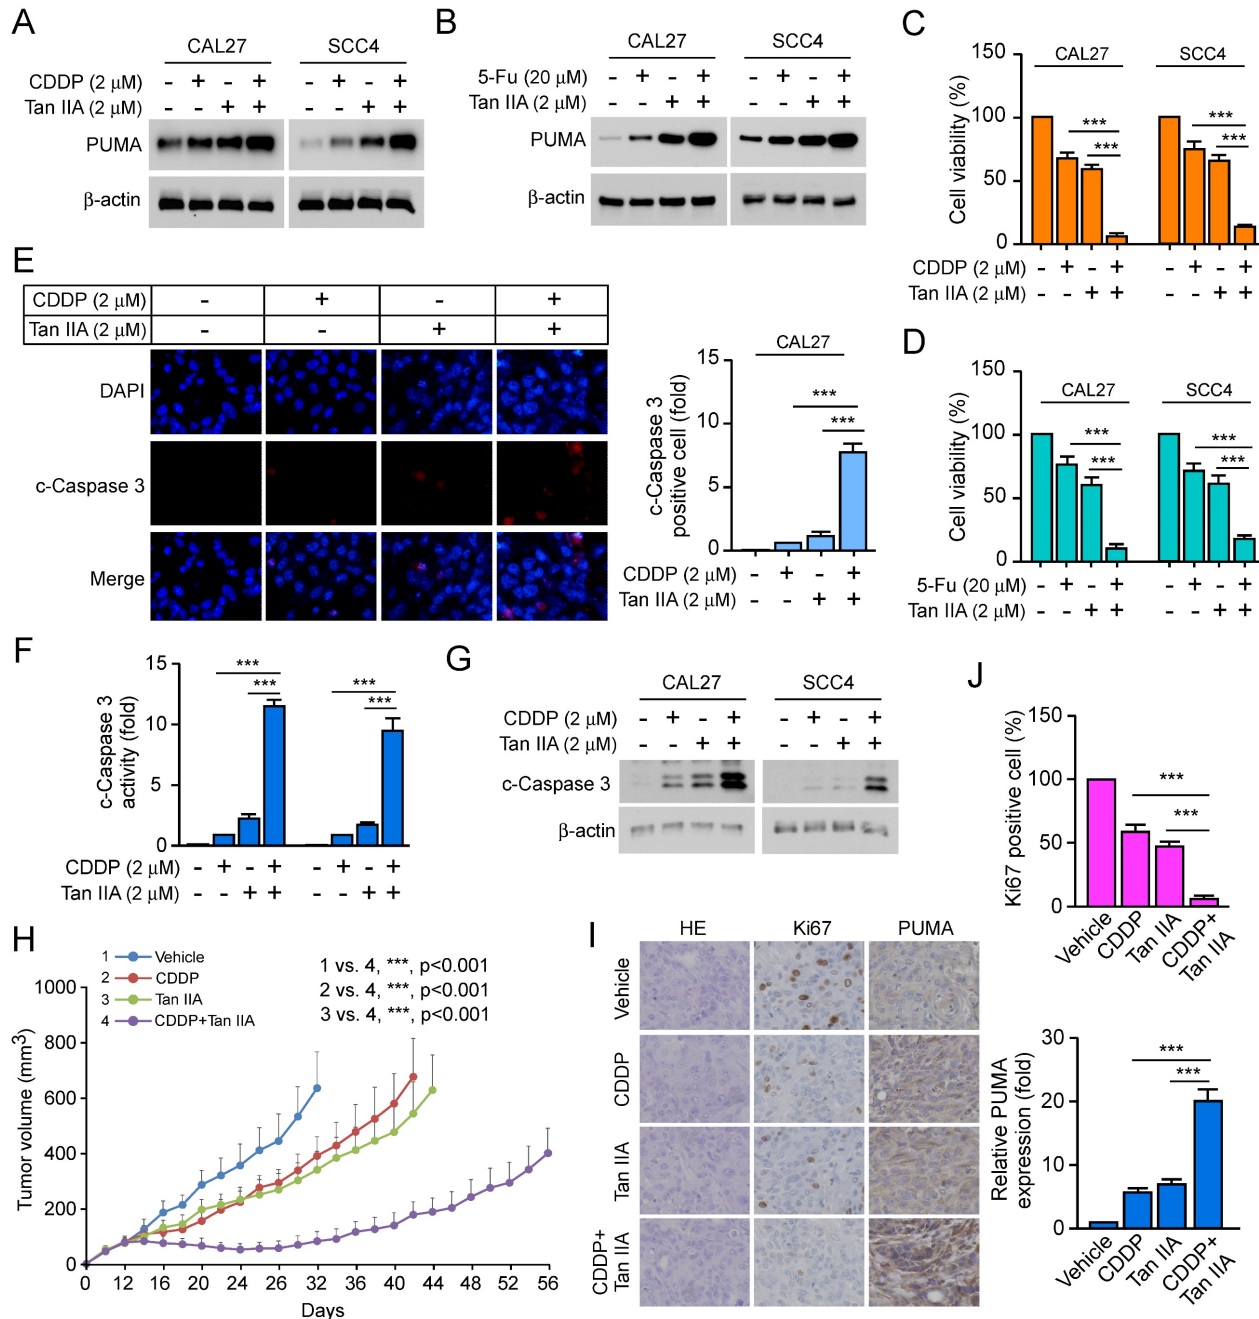 A
CAL27 SCC4
CDDP (2 μM) - + - + - + - +
Tan IIA (2 μM) - - + + - - + +
PUMA
β-actin
B
CAL27 SCC4
5-Fu (20 μM) - + - + - + - +
Tan IIA (2 μM) - - + + - - + +
PUMA
β-actin
C
CAL27 SCC4
Cell viability (%)
150
100
50
0
*** ***
*** ***
CDDP (2 μM) - + - + - + - +
Tan IIA (2 μM) - - + + - - + +
D
CAL27 SCC4
Cell viability (%)
150
100
50
0
*** ***
*** ***
5-Fu (20 μM) - + - + - + - +
Tan IIA (2 μM) - - + + - - + +
E
CDDP (2 μM) - + - +
Tan IIA (2 μM) - - + +
DAPI
c-Caspase 3
Merge
CAL27
c-Caspase 3
positive cell (fold)
15
10
5
0
***
***
CDDP (2 μM) - + - +
Tan IIA (2 μM) - - + +
F
c-Caspase 3
activity (fold)
15
10
5
0
*** ***
*** ***
CDDP (2 μM) - + - + - + - +
Tan IIA (2 μM) - - + + - - + +
G
CAL27 SCC4
CDDP (2 μM) - + - + - + - +
Tan IIA (2 μM) - - + + - - + +
c-Caspase 3
β-actin
H
1 Vehicle
2 CDDP
3 Tan IIA
4 CDDP+Tan IIA
1 vs. 4, ***, p<0.001
2 vs. 4, ***, p<0.001
3 vs. 4, ***, p<0.001
Tumor volume (mm3)
1000
800
600
400
200
0
0 12 16 20 24 28 32 36 40 44 48 52 56
Days
I
HE Ki67 PUMA
Vehicle
CDDP
Tan IIA
CDDP+
Tan IIA
J
Ki67 positive cell (%)
150
100
50
0
***
***
Vehicle
CDDP
Tan IIA
CDDP+
Tan IIA
Relative PUMA
expression (fold)
30
20
10
0
***
***
Vehicle
CDDP
Tan IIA
CDDP+
Tan IIA